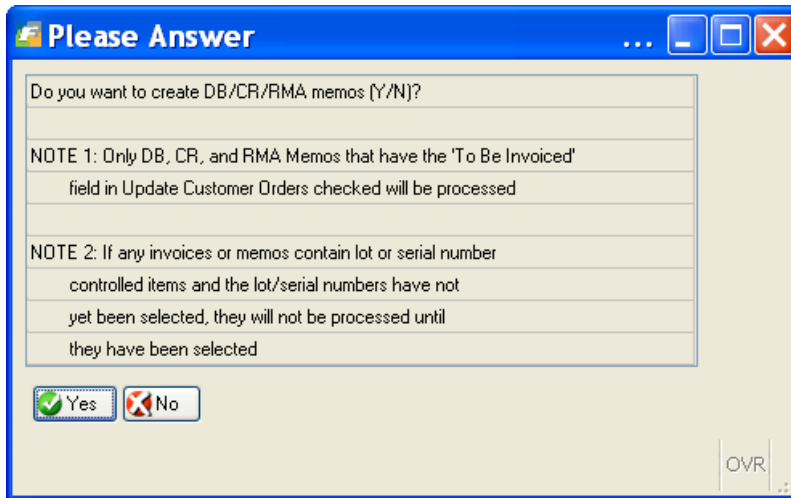 Please Answer
...
Do you want to create DB/CR/RMA memos (Y/N)?
NOTE 1: Only DB, CR, and RMA Memos that have the 'To Be Invoiced'
field in Update Customer Orders checked will be processed
NOTE 2: If any invoices or memos contain lot or serial number
controlled items and the lot/serial numbers have not
yet been selected, they will not be processed until
they have been selected
Yes No
OVR